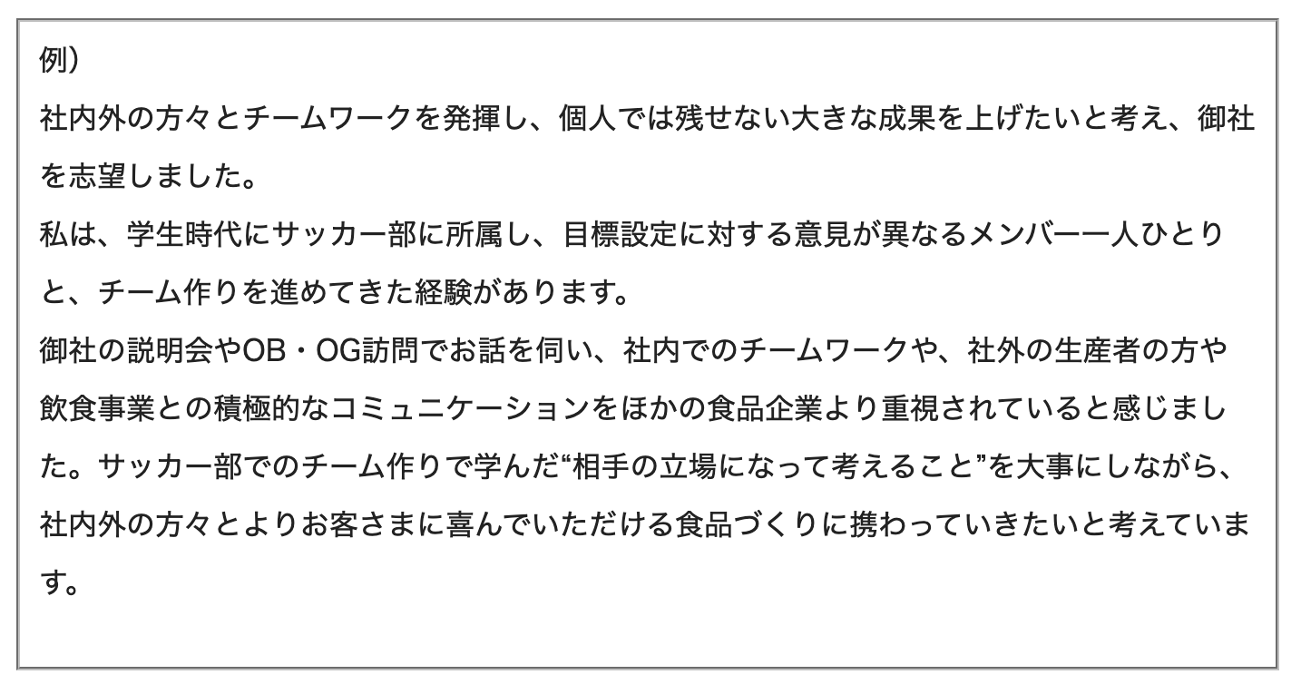 例）
社内外の方々とチームワークを発揮し、個人では残せない大きな成果を上げたいと考え、御社
を志望しました。
私は、学生時代にサッカー部に所属し、目標設定に対する意見が異なるメンバー一人ひとり
と、チーム作りを進めてきた経験があります。
御社の説明会やOB・OG訪問でお話を伺い、社内でのチームワークや、社外の生産者の方や
飲食事業との積極的なコミュニケーションをほかの食品企業より重視されていると感じまし
た。サッカー部でのチーム作りで学んだ“相手の立場になって考えること”を大事にしながら、
社内外の方々とよりお客さまに喜んでいただける食品づくりに携わっていきたいと考えていま
す。